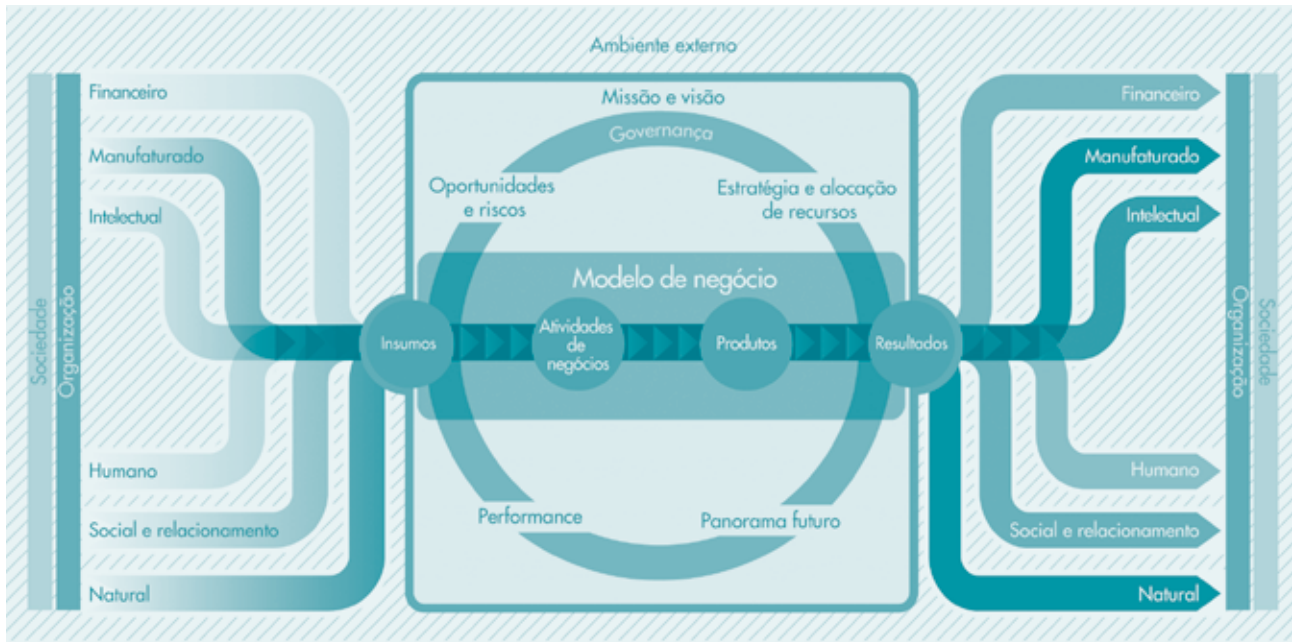 Ambiente externo
Sociedade
Organização
Financeiro
Manufaturado
Intelectual
Humano
Social e relacionamento
Natural
Missão e visão
Governança
Oportunidades
e riscos
Estratégia e alocação
de recursos
Modelo de negócio
Insumos
Atividades
de
negócios
Produtos
Resultados
Performance
Panorama futuro
Financeiro
Manufaturado
Intelectual
Humano
Social e relacionamento
Natural
Organização
Sociedade